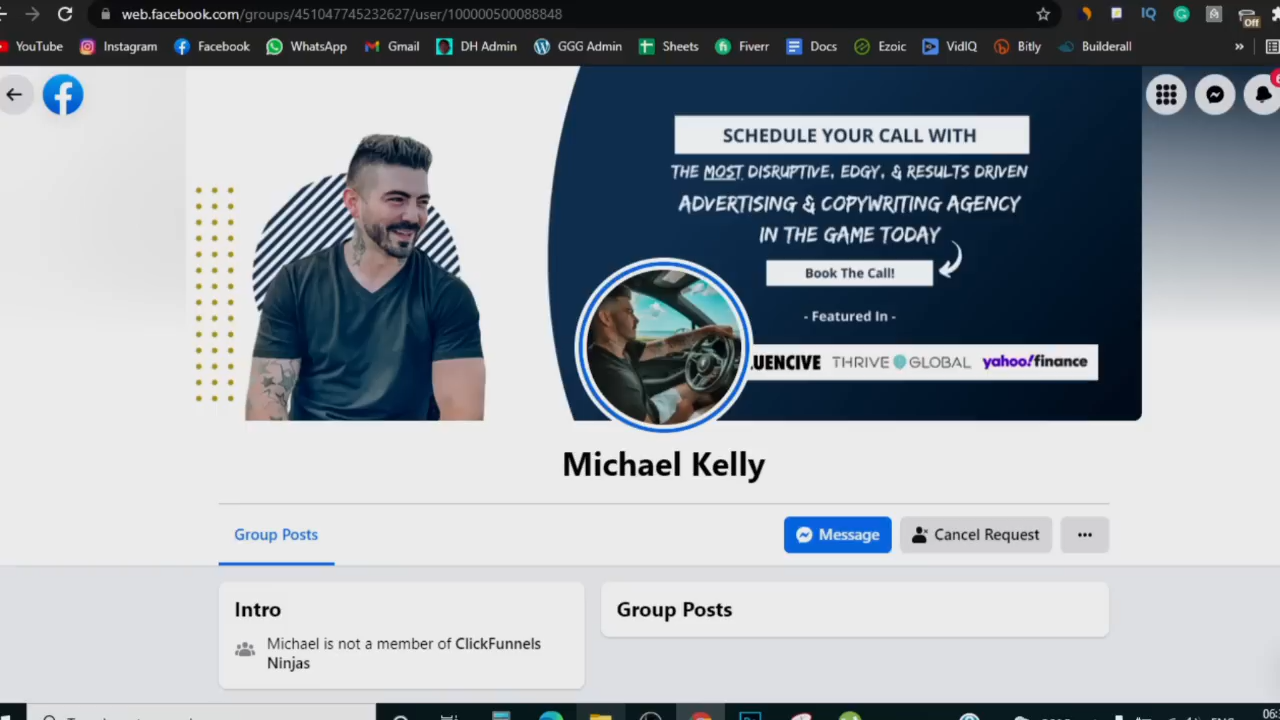 web.facebook.com/groups/451047745232627/user/100000500088848
IQ
Off
YouTube Instagram Facebook WhatsApp Gmail DH Admin GGG Admin Sheets Fiverr Docs Ezoic VidIQ Bitly Builderall »
SCHEDULE YOUR CALL WITH
THE MOST DISRUPTIVE, EDGY, & RESULTS DRIVEN
ADVERTISING & COPYWRITING AGENCY
IN THE GAME TODAY
Book The Call!
- Featured In -
UENCIVE THRIVE GLOBAL yahoo!finance
Michael Kelly
Group Posts
Message
Cancel Request
Intro
Michael is not a member of ClickFunnels
Ninjas
Group Posts